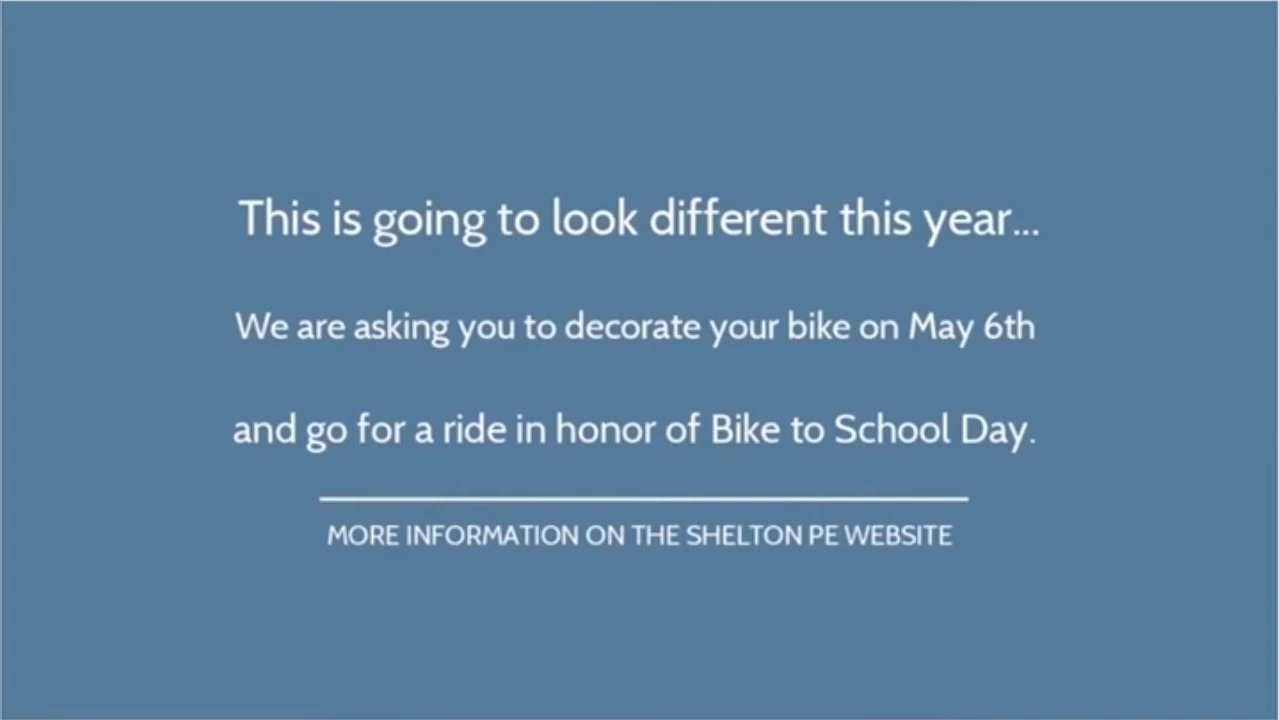 This is going to look different this year...
We are asking you to decorate your bike on May 6th
and go for a ride in honor of Bike to School Day.
MORE INFORMATION ON THE SHELTON PE WEBSITE